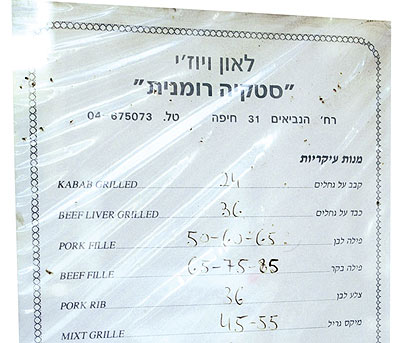 לאון ויוז'י
"סטקיה רומנית"
רח' הנביאים 31 חיפה טל. 04 675073
מנות עיקריות
KABAB GRILLED 24 קבב על גחלים
BEEF LIVER GRILLED 36 כבד על גחלים
PORK FILLE 50-60-65 פילה לבן
BEEF FILLE 65-75-85 פילה בקר
PORK RIB 36 צלע לבן
MIXT GRILLE 45-55 מיקס גריל